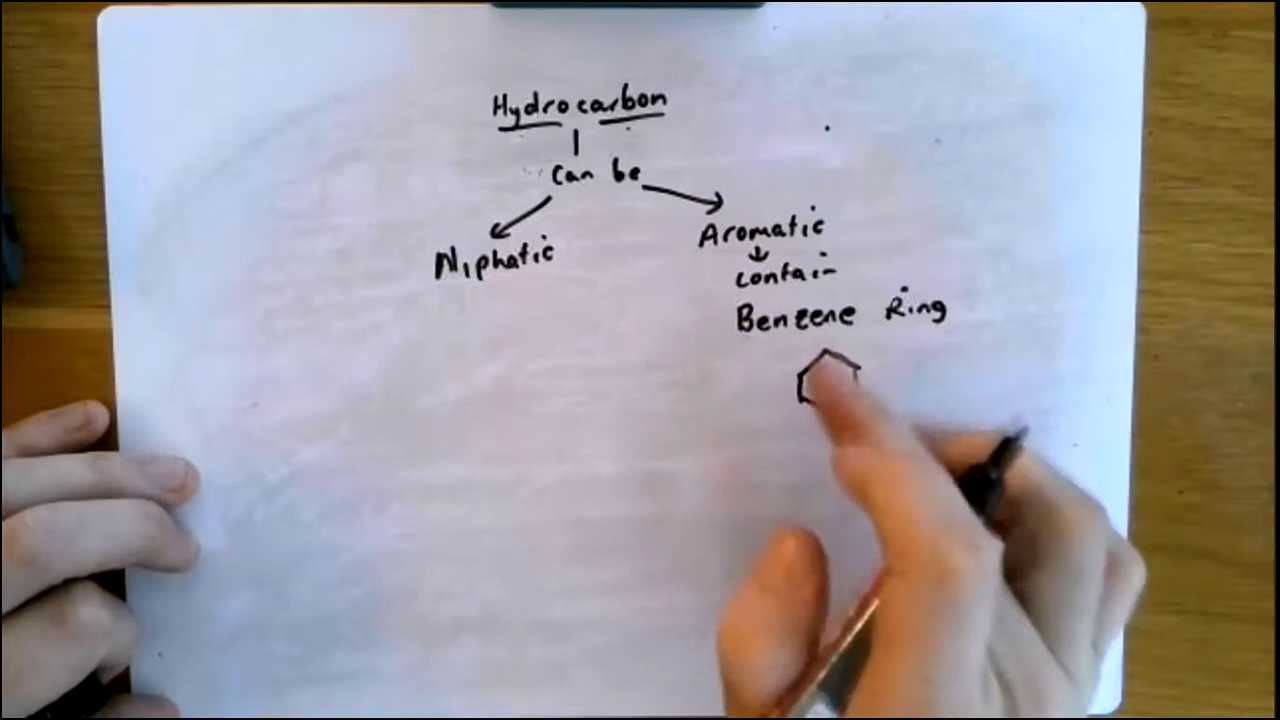 Hydrocarbon
Can be
Aliphatic
Aromatic
contain
Benzene Ring